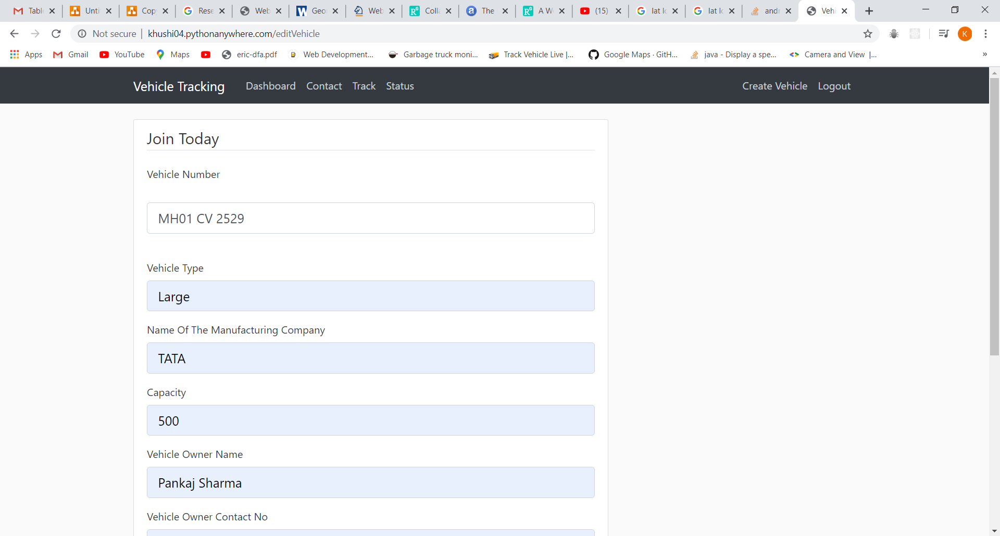 Table Unti Copy Rese Web Geo Web Colla The A W (15) lat lo lat lo andr Vehi
Not secure | khushi04.pythonanywhere.com/editVehicle K
Apps Gmail YouTube Maps eric-dfa.pdf Web Development... Garbage truck moni... Track Vehicle Live |... Google Maps · GitH... java - Display a spe... Camera and View |... »
Vehicle Tracking Dashboard Contact Track Status Create Vehicle Logout
Join Today
Vehicle Number
MH01 CV 2529
Vehicle Type
Large
Name Of The Manufacturing Company
TATA
Capacity
500
Vehicle Owner Name
Pankaj Sharma
Vehicle Owner Contact No